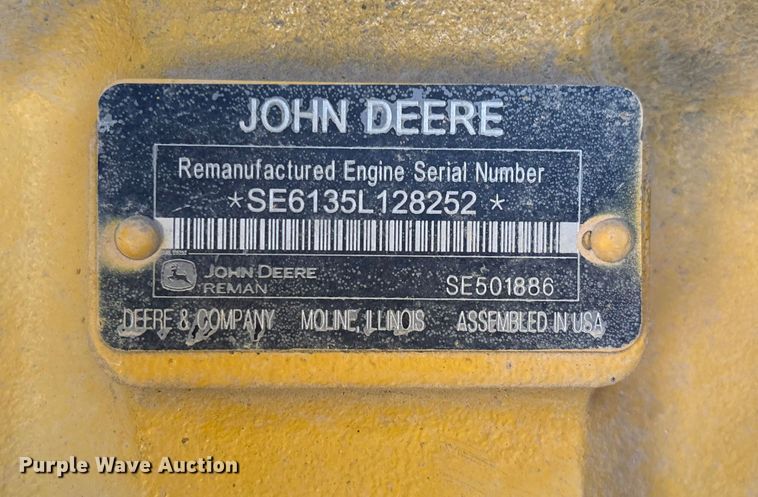 JOHN DEERE
Remanufactured Engine Serial Number
*SE6135L128252*
JOHN DEERE
REMAN
SE501886
DEERE & COMPANY MOLINE, ILLINOIS ASSEMBLED IN USA
Purple Wave Auction